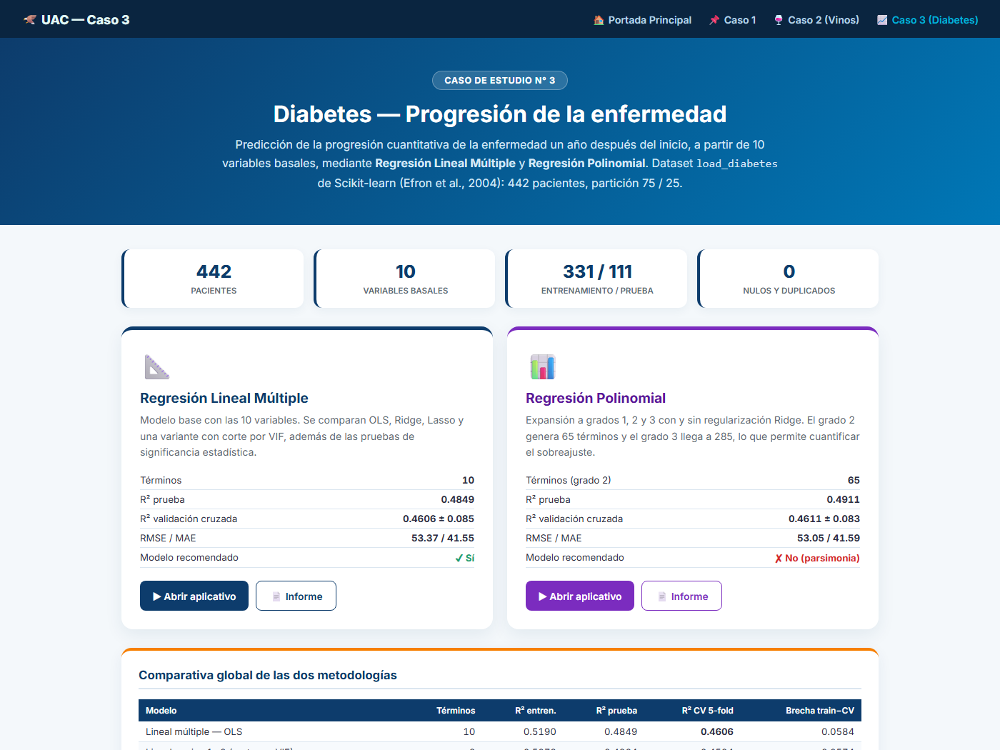 UAC — Caso 3
Portada Principal
Caso 1
Caso 2 (Vinos)
Caso 3 (Diabetes)
CASO DE ESTUDIO N° 3
Diabetes — Progresión de la enfermedad
Predicción de la progresión cuantitativa de la enfermedad un año después del inicio, a partir de 10
variables basales, mediante Regresión Lineal Múltiple y Regresión Polinomial. Dataset load_diabetes
de Scikit-learn (Efron et al., 2004): 442 pacientes, partición 75 / 25.
442
PACIENTES
10
VARIABLES BASALES
331 / 111
ENTRENAMIENTO / PRUEBA
0
NULOS Y DUPLICADOS
Regresión Lineal Múltiple
Modelo base con las 10 variables. Se comparan OLS, Ridge, Lasso y
una variante con corte por VIF, además de las pruebas de
significancia estadística.
Términos 10
R² prueba 0.4849
R² validación cruzada 0.4606 ± 0.085
RMSE / MAE 53.37 / 41.55
Modelo recomendado ✓ Sí
▶ Abrir aplicativo
Informe
Regresión Polinomial
Expansión a grados 1, 2 y 3 con y sin regularización Ridge. El grado 2
genera 65 términos y el grado 3 llega a 285, lo que permite cuantificar
el sobreajuste.
Términos (grado 2) 65
R² prueba 0.4911
R² validación cruzada 0.4611 ± 0.083
RMSE / MAE 53.05 / 41.59
Modelo recomendado ✗ No (parsimonia)
▶ Abrir aplicativo
Informe
Comparativa global de las dos metodologías
Modelo Términos R² entren. R² prueba R² CV 5-fold Brecha train−CV
Lineal múltiple — OLS 10 0.5190 0.4849 0.4606 0.0584